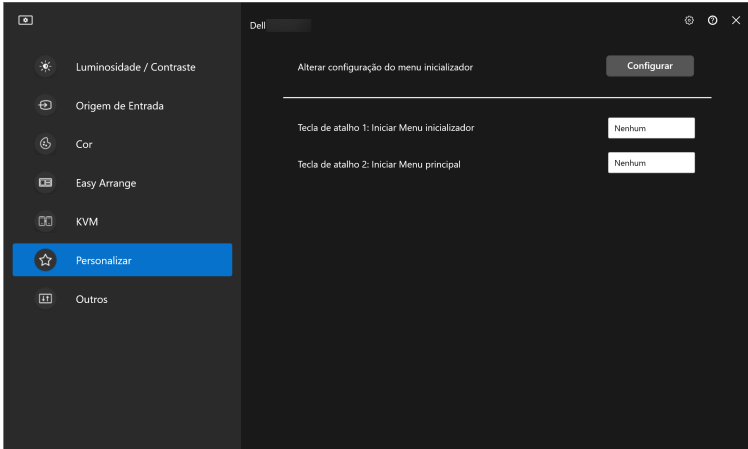 Dell
Luminosidade / Contraste
Origem de Entrada
Cor
Easy Arrange
KVM
Personalizar
Outros
Alterar configuração do menu inicializador
Configurar
Tecla de atalho 1: Iniciar Menu inicializador
Nenhum
Tecla de atalho 2: Iniciar Menu principal
Nenhum